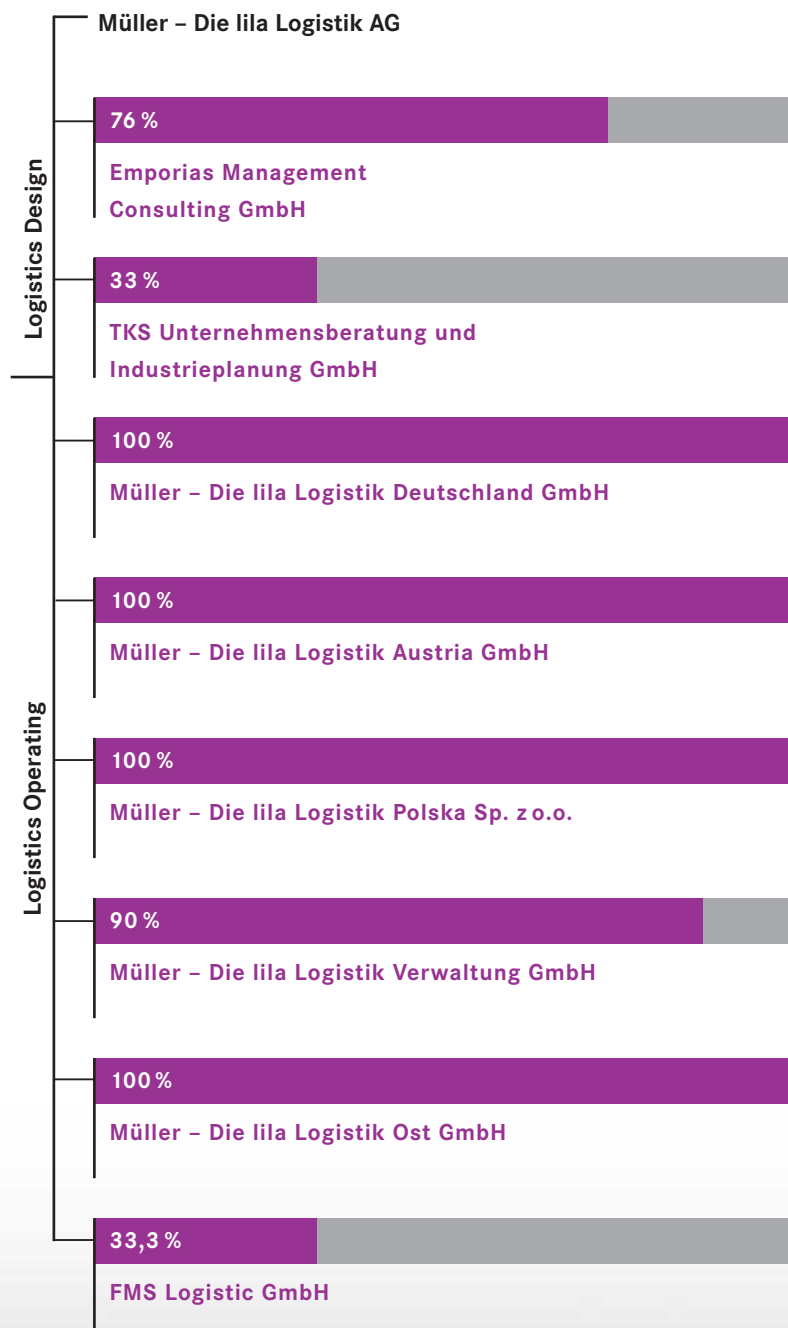 Müller – Die lila Logistik AG
Logistics Design
76 %
Emporias Management
Consulting GmbH
33 %
TKS Unternehmensberatung und
Industrieplanung GmbH
Logistics Operating
100 %
Müller – Die lila Logistik Deutschland GmbH
100 %
Müller – Die lila Logistik Austria GmbH
100 %
Müller – Die lila Logistik Polska Sp. z o.o.
90 %
Müller – Die lila Logistik Verwaltung GmbH
100 %
Müller – Die lila Logistik Ost GmbH
33,3 %
FMS Logistic GmbH